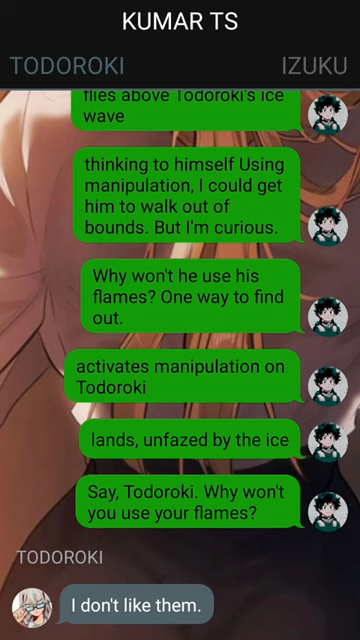 KUMAR TS
TODOROKI IZUKU
flies above Todoroki's ice
wave
thinking to himself Using
manipulation, I could get
him to walk out of
bounds. But I'm curious.
Why won't he use his
flames? One way to find
out.
activates manipulation on
Todoroki
lands, unfazed by the ice
Say, Todoroki. Why won't
you use your flames?
TODOROKI
I don't like them.